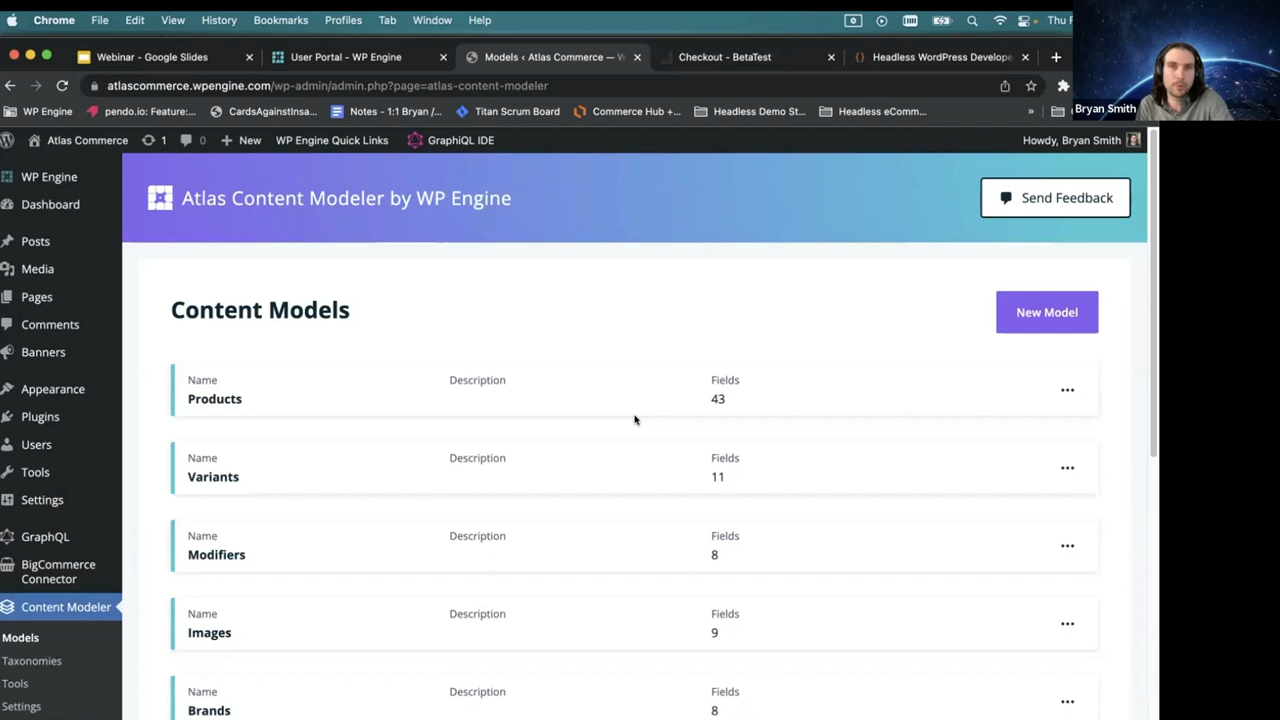 Chrome File Edit View History Bookmarks Profiles Tab Window Help Thu F
Webinar - Google Slides User Portal - WP Engine Models ‹ Atlas Commerce — W Checkout - BetaTest Headless WordPress Develope
atlascommerce.wpengine.com/wp-admin/admin.php?page=atlas-content-modeler
WP Engine pendo.io: Feature:... CardsAgainstInsa... Notes - 1:1 Bryan /... Titan Scrum Board Commerce Hub +... Headless Demo St... Headless eComm... »
Bryan Smith
Atlas Commerce 1 0 New WP Engine Quick Links GraphiQL IDE Howdy, Bryan Smith
WP Engine
Dashboard
Posts
Media
Pages
Comments
Banners
Appearance
Plugins
Users
Tools
Settings
GraphQL
BigCommerce
Connector
Content Modeler
Models
Taxonomies
Tools
Settings
Atlas Content Modeler by WP Engine
Send Feedback
Content Models
New Model
Name Description Fields
Products 43
Name Description Fields
Variants 11
Name Description Fields
Modifiers 8
Name Description Fields
Images 9
Name Description Fields
Brands 8